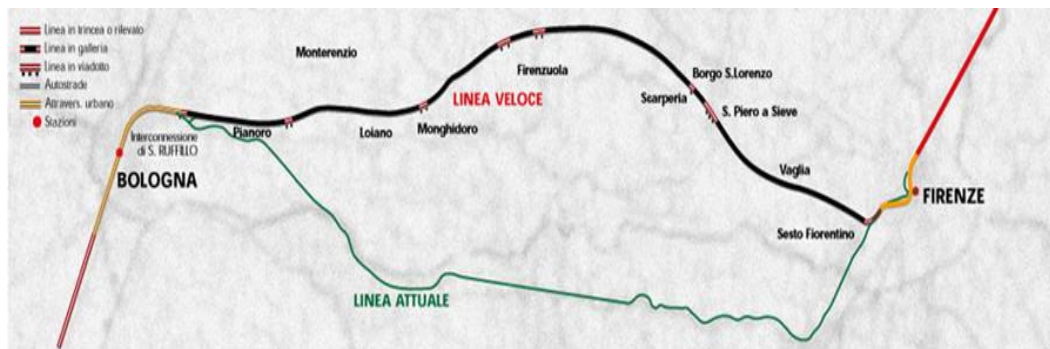 Linea in trincea o rilevato
Linea in galleria
Linea in viadotto
Autostrade
Attravers. urbano
Stazioni
Monterenzio
Firenzuola
LINEA VELOCE
Borgo S.Lorenzo
Scarperia
S. Piero a Sieve
Interconnessione
di S. RUFFILLO
Pianoro
Loiano
Monghidoro
BOLOGNA
Vaglia
FIRENZE
Sesto Fiorentino
LINEA ATTUALE